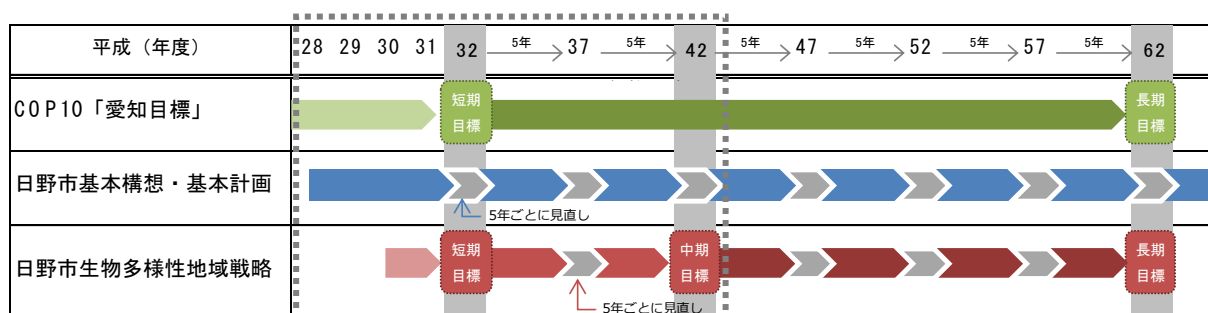 平成（年度） 28 29 30 31 32 5年 37 5年 42 5年 47 5年 52 5年 57 5年 62
COP10「愛知目標」 短期目標 長期目標
日野市基本構想・基本計画
5年ごとに見直し
日野市生物多様性地域戦略 短期目標 中期目標 長期目標
5年ごとに見直し